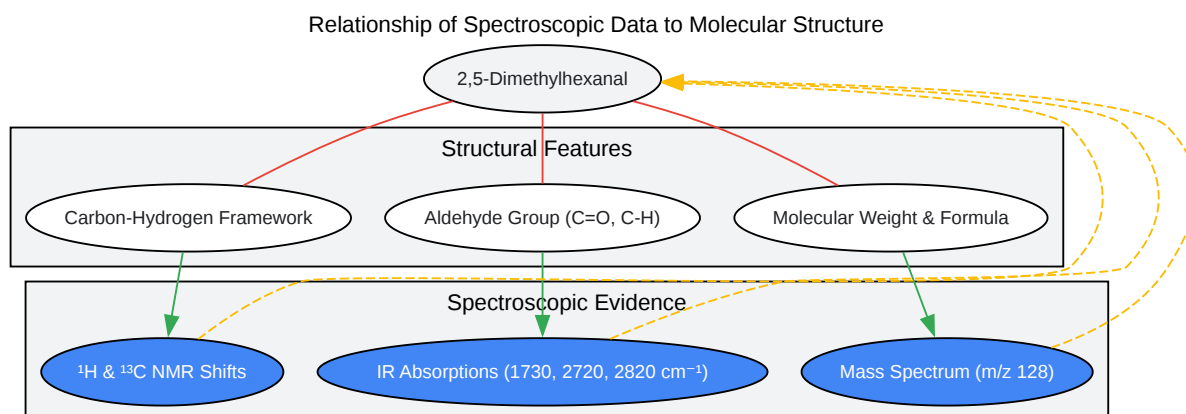 Relationship of Spectroscopic Data to Molecular Structure
2,5-Dimethylhexanal
Structural Features
Carbon-Hydrogen Framework
Aldehyde Group (C=O, C-H)
Molecular Weight & Formula
Spectroscopic Evidence
¹H & ¹³C NMR Shifts
IR Absorptions (1730, 2720, 2820 cm⁻¹)
Mass Spectrum (m/z 128)